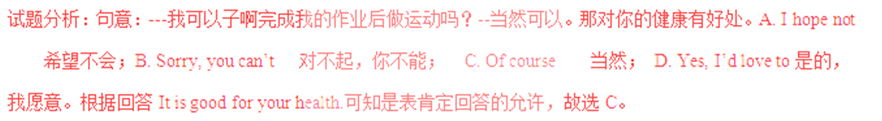 试题分析：句意：---我可以子啊完成我的作业后做运动吗？--当然可以。那对你的健康有好处。A. I hope not
希望不会；B. Sorry, you can’t 对不起，你不能； C. Of course 当然； D. Yes, I’d love to 是的，
我愿意。根据回答 It is good for your health.可知是表肯定回答的允许，故选 C。